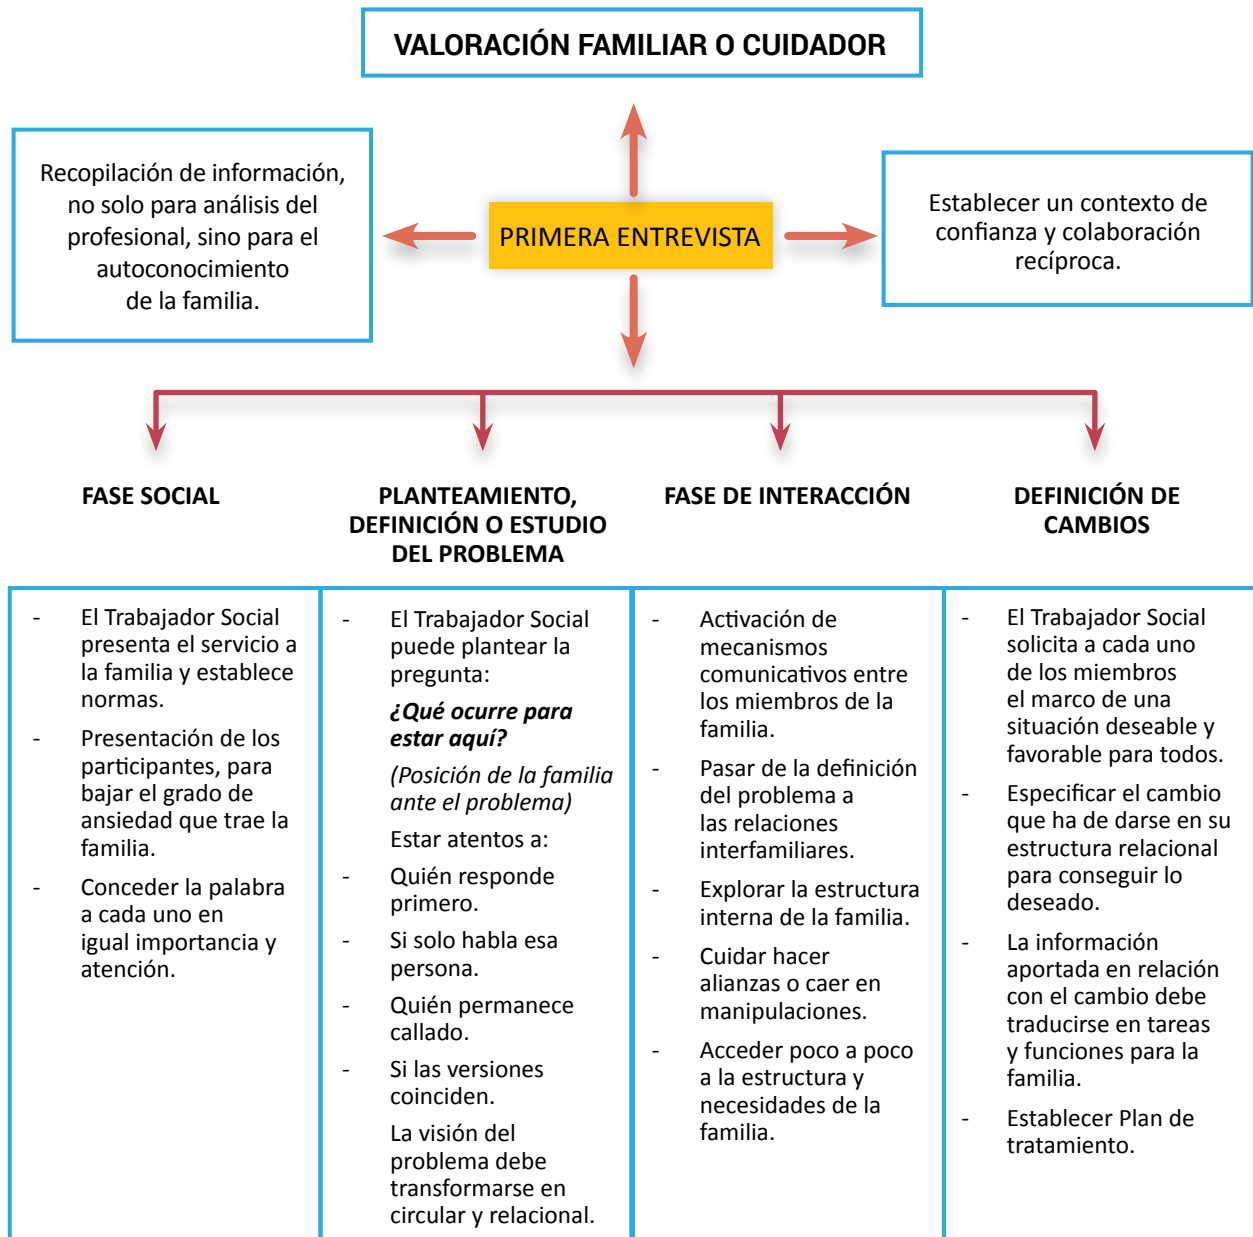 VALORACIÓN FAMILIAR O CUIDADOR
Recopilación de información,
no solo para análisis del
profesional, sino para el
autoconocimiento
de la familia.
PRIMERA ENTREVISTA
Establecer un contexto de
confianza y colaboración
recíproca.
FASE SOCIAL
PLANTEAMIENTO,
DEFINICIÓN O ESTUDIO
DEL PROBLEMA
FASE DE INTERACCIÓN
DEFINICIÓN DE
CAMBIOS
- El Trabajador Social
presenta el servicio a
la familia y establece
normas.
- Presentación de los
participantes, para
bajar el grado de
ansiedad que trae la
familia.
- Conceder la palabra
a cada uno en
igual importancia y
atención.
- El Trabajador Social
puede plantear la
pregunta:
¿Qué ocurre para
estar aquí?
(Posición de la familia
ante el problema)
Estar atentos a:
- Quién responde
primero.
- Si solo habla esa
persona.
- Quién permanece
callado.
- Si las versiones
coinciden.
La visión del
problema debe
transformarse en
circular y relacional.
- Activación de
mecanismos
comunicativos entre
los miembros de la
familia.
- Pasar de la definición
del problema a
las relaciones
interfamiliares.
- Explorar la estructura
interna de la familia.
- Cuidar hacer
alianzas o caer en
manipulaciones.
- Acceder poco a poco
a la estructura y
necesidades de la
familia.
- El Trabajador Social
solicita a cada uno
de los miembros
el marco de una
situación deseable y
favorable para todos.
- Especificar el cambio
que ha de darse en su
estructura relacional
para conseguir lo
deseado.
- La información
aportada en relación
con el cambio debe
traducirse en tareas
y funciones para la
familia.
- Establecer Plan de
tratamiento.